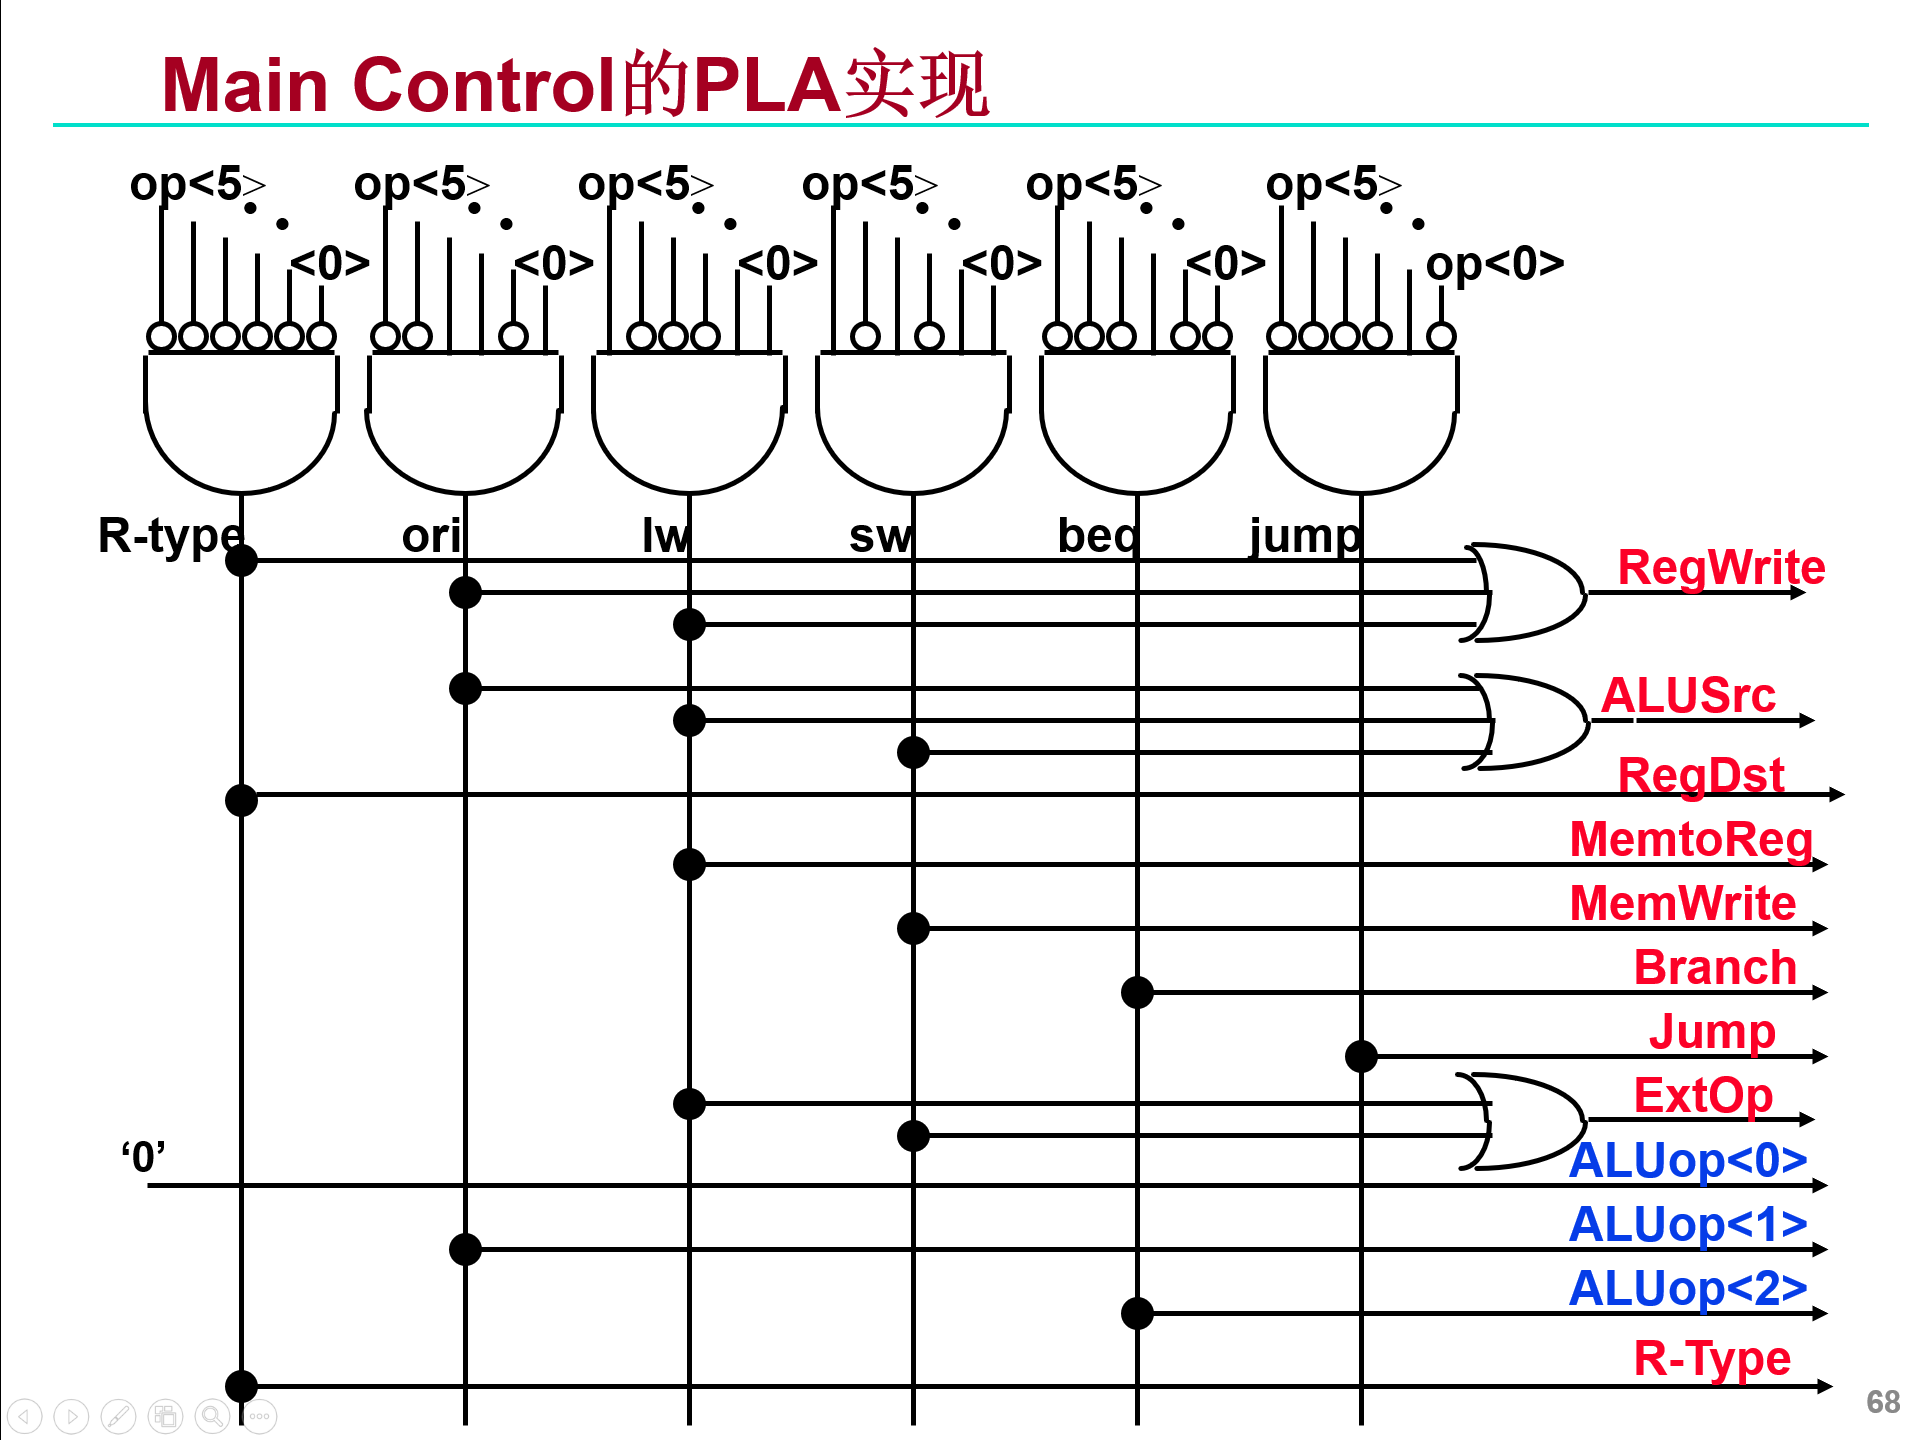 Main Control的PLA实现
op<5> op<5> op<5> op<5> op<5> op<5>
<0> <0> <0> <0> <0> op<0>
R-type ori lw sw beq jump
RegWrite
ALUSrc
RegDst
MemtoReg
MemWrite
Branch
Jump
ExtOp
‘0’ ALUop<0>
ALUop<1>
ALUop<2>
R-Type
68